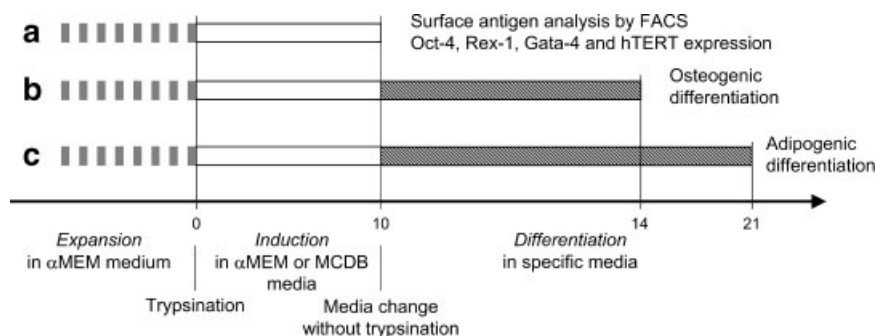 a
Surface antigen analysis by FACS
Oct-4, Rex-1, Gata-4 and hTERT expression
b
Osteogenic
differentiation
c
Adipogenic
differentiation
0
10
14
21
Expansion
in αMEM medium
Induction
in αMEM or MCDB
media
Differentiation
in specific media
Trypsination
Media change
without trypsination